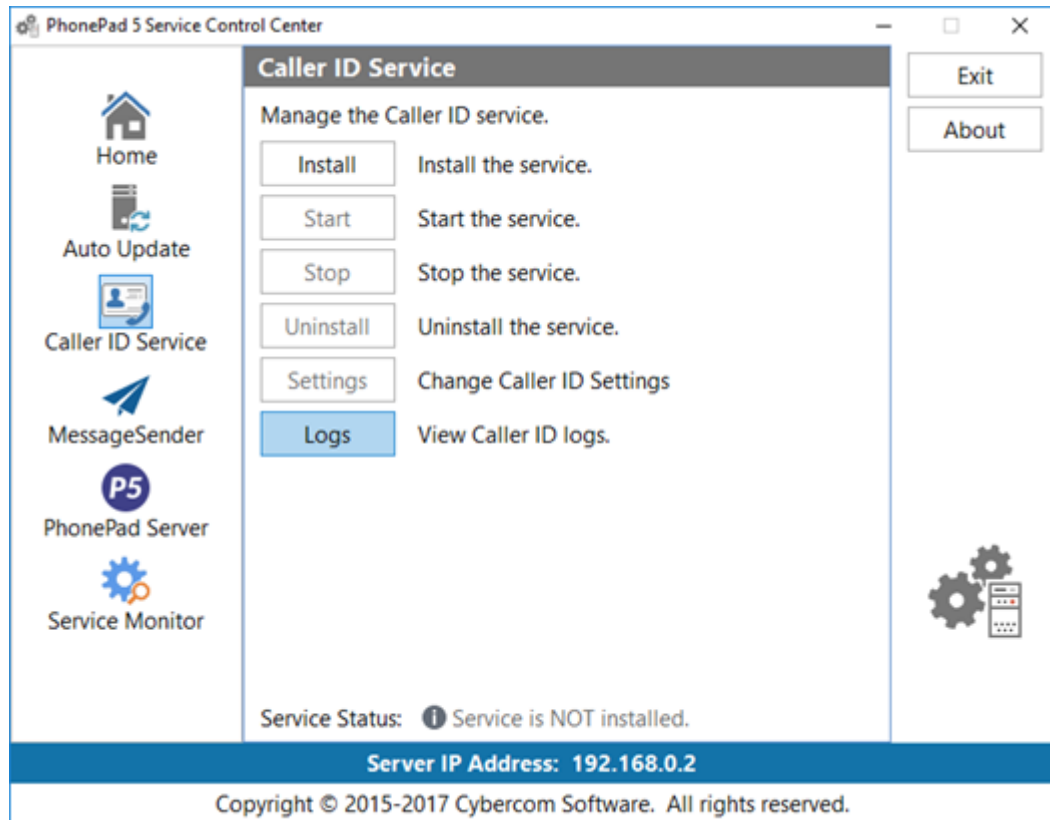 PhonePad 5 Service Control Center
Home
Auto Update
Caller ID Service
MessageSender
P5
PhonePad Server
Service Monitor
Caller ID Service
Manage the Caller ID service.
Install Install the service.
Start Start the service.
Stop Stop the service.
Uninstall Uninstall the service.
Settings Change Caller ID Settings
Logs View Caller ID logs.
Service Status: Service is NOT installed.
Exit
About
Server IP Address: 192.168.0.2
Copyright © 2015-2017 Cybercom Software. All rights reserved.